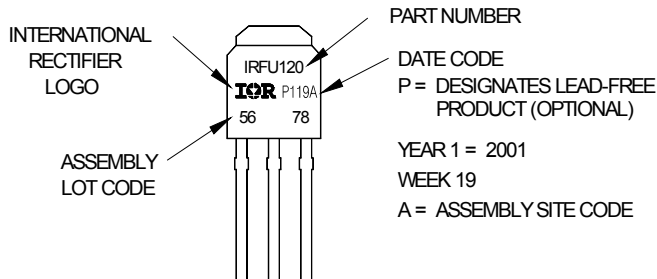 INTERNATIONAL
RECTIFIER
LOGO
ASSEMBLY
LOT CODE
IRFU120
IOR P119A
56 78
PART NUMBER
DATE CODE
P = DESIGNATES LEAD-FREE
PRODUCT (OPTIONAL)
YEAR 1 = 2001
WEEK 19
A = ASSEMBLY SITE CODE